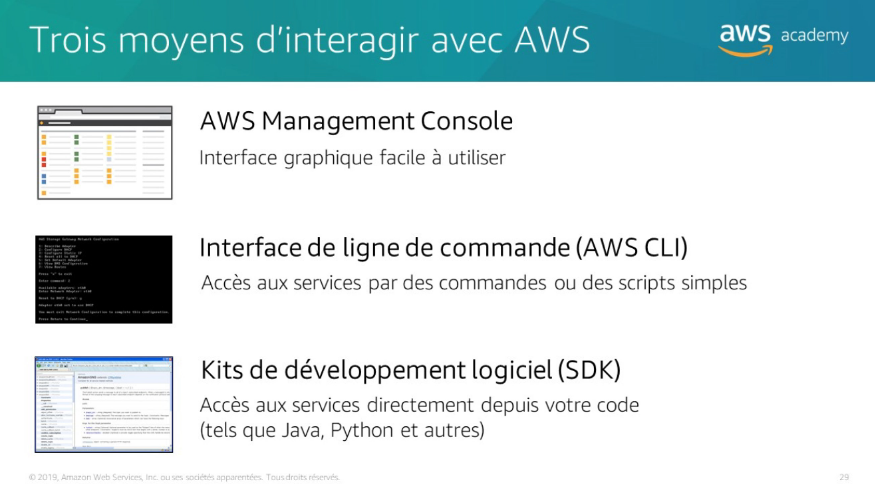 Trois moyens d'interagir avec AWS
aws academy
AWS Management Console
Interface graphique facile à utiliser
Interface de ligne de commande (AWS CLI)
Accès aux services par des commandes ou des scripts simples
Kits de développement logiciel (SDK)
Accès aux services directement depuis votre code
(tels que Java, Python et autres)
© 2019, Amazon Web Services, Inc. ou ses sociétés apparentées. Tous droits réservés.
29